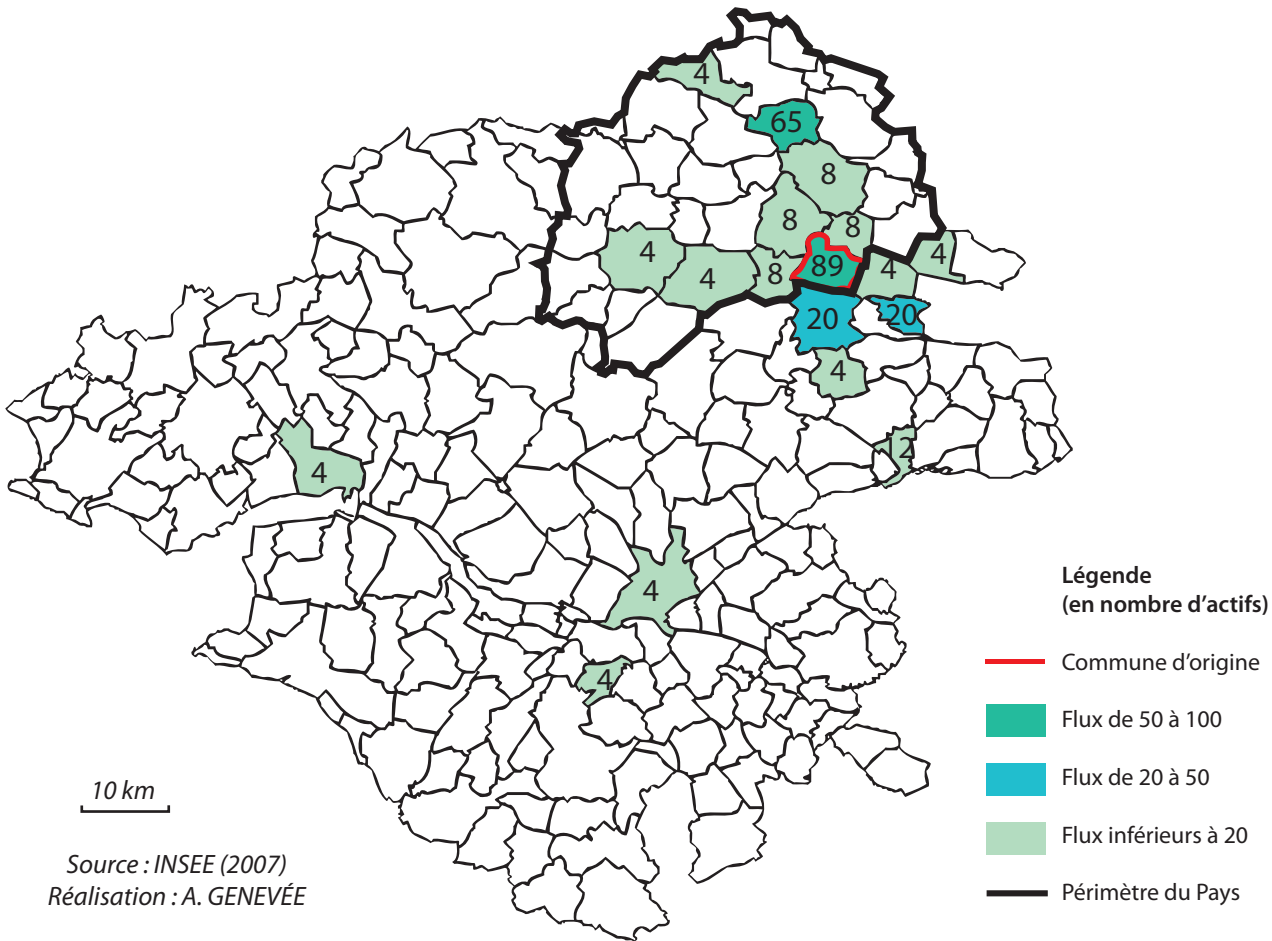 4
65
8
8
8
4
4
4
8
89
4
20
20
4
2
4
4
4
Légende
(en nombre d'actifs)
Commune d'origine
Flux de 50 à 100
Flux de 20 à 50
Flux inférieurs à 20
Périmètre du Pays
10 km
Source : INSEE (2007)
Réalisation : A. GENEVÉE